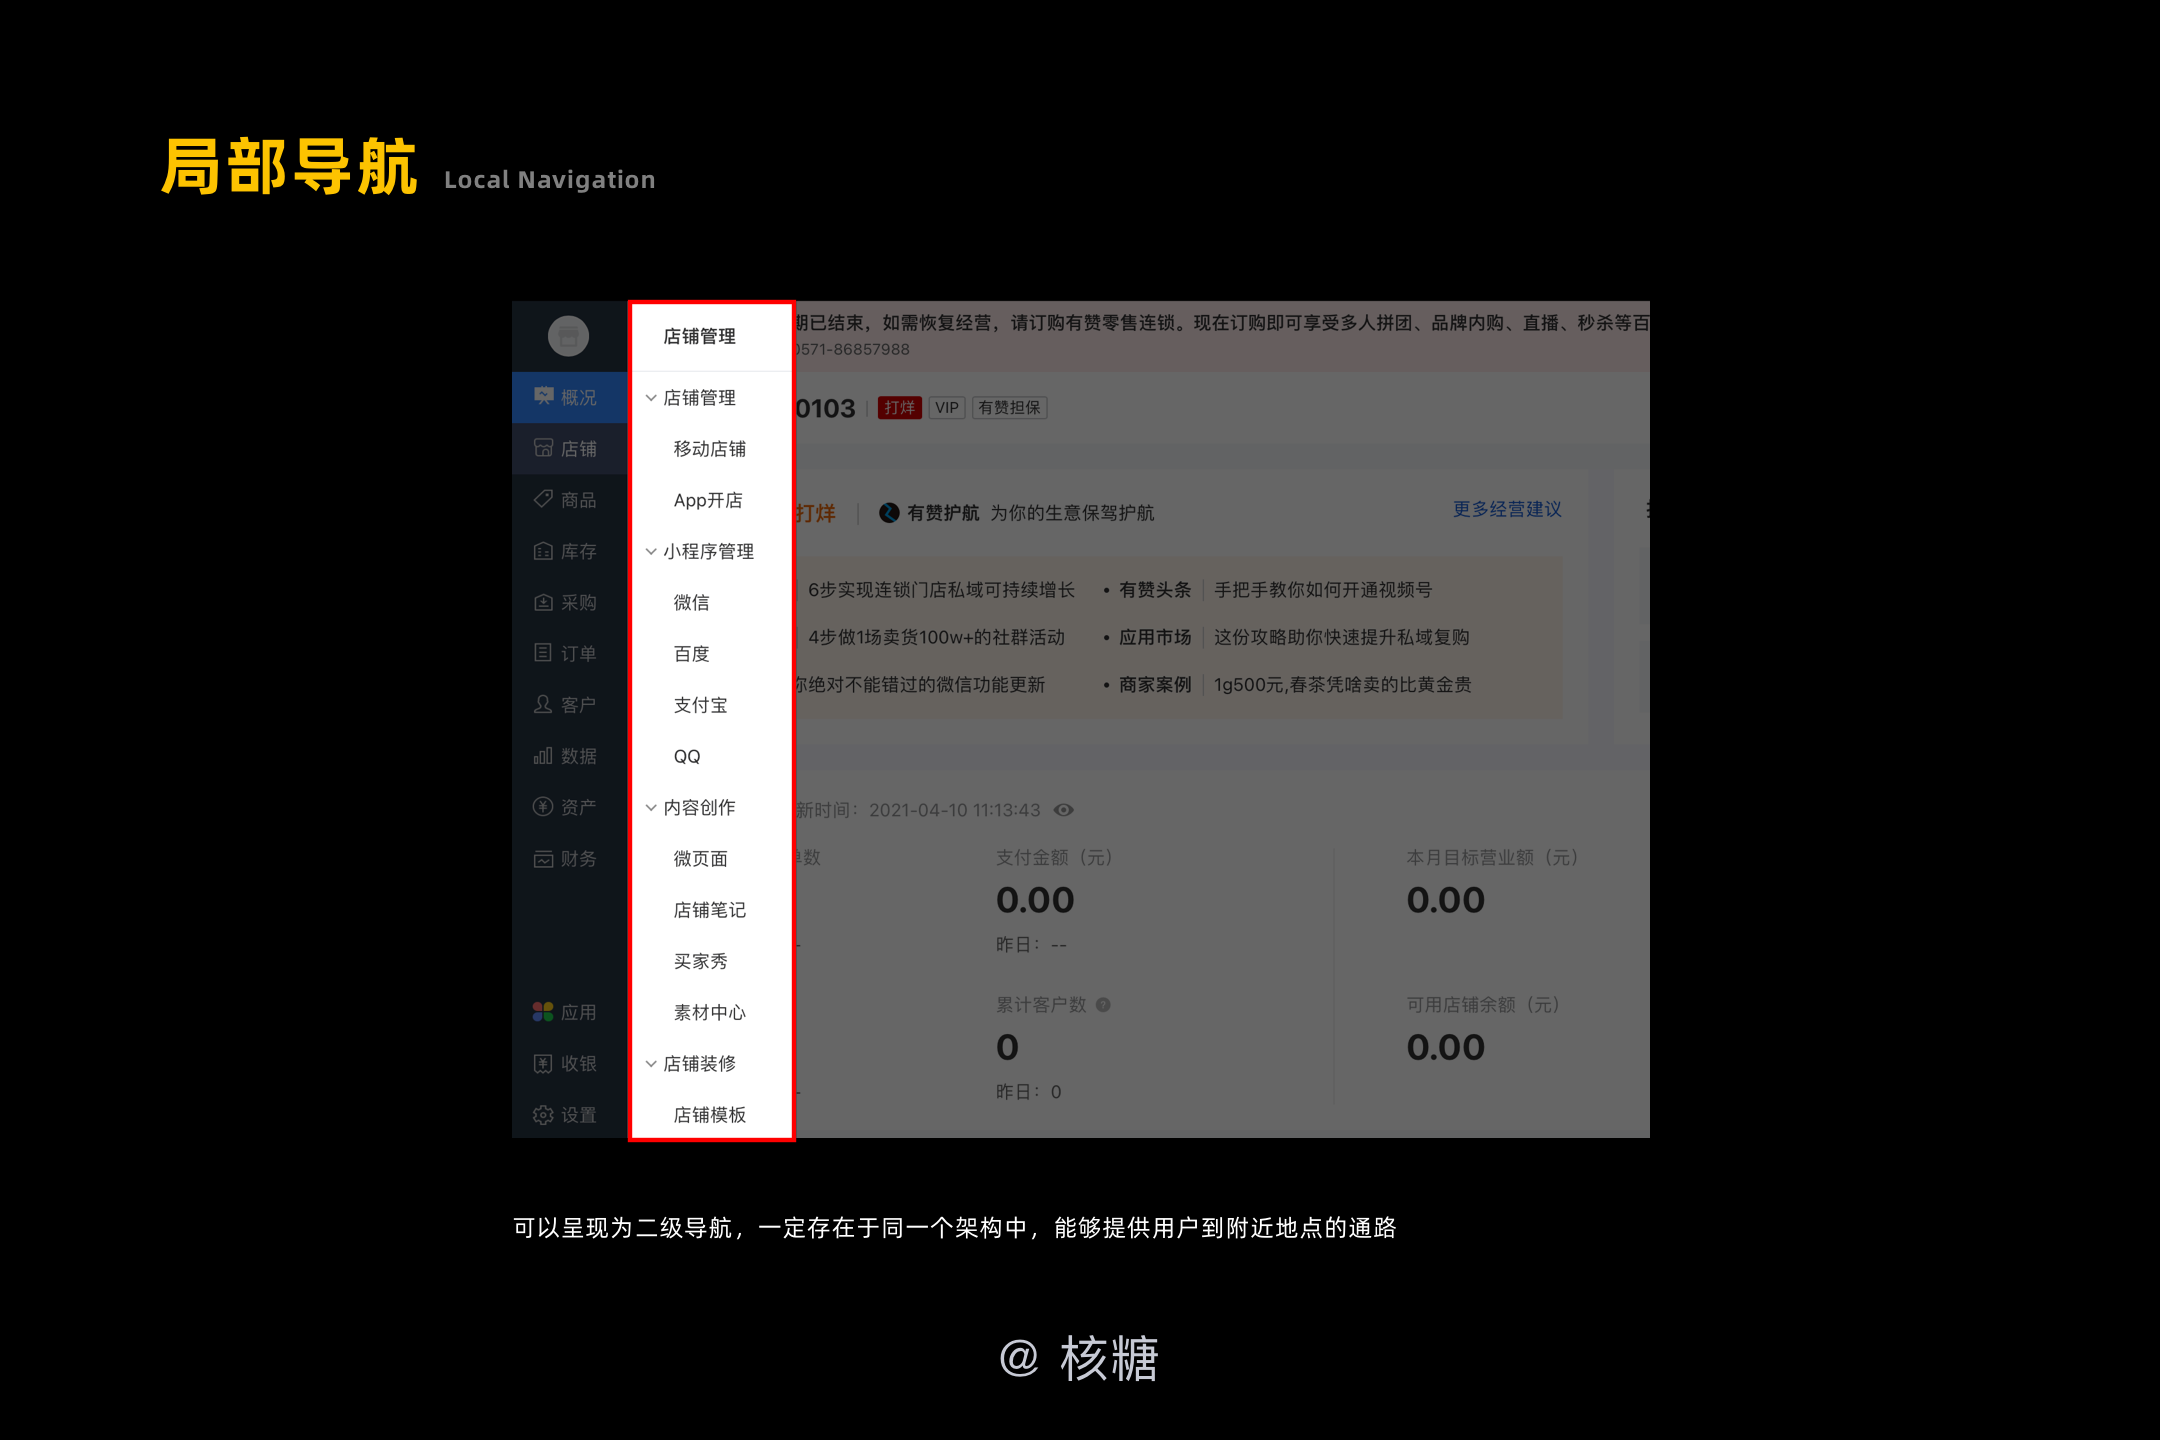 局部导航 Local Navigation
概况
店铺
商品
库存
采购
订单
客户
数据
资产
财务
应用
收银
设置
店铺管理
店铺管理
移动店铺
App开店
小程序管理
微信
百度
支付宝
QQ
内容创作
微页面
店铺笔记
买家秀
素材中心
店铺装修
店铺模板
期已结束，如需恢复经营，请订购有赞零售连锁。现在订购即可享受多人拼团、品牌内购、直播、秒杀等百
0571-86857988
0103 打烊 VIP 有赞担保
打烊 有赞护航 为你的生意保驾护航 更多经营建议
6步实现连锁门店私域可持续增长 • 有赞头条 手把手教你如何开通视频号
4步做1场卖货100w+的社群活动 • 应用市场 这份攻略助你快速提升私域复购
你绝对不能错过的微信功能更新 • 商家案例 1g500元,春茶凭啥卖的比黄金贵
新时间：2021-04-10 11:13:43
单数 支付金额（元） 本月目标营业额（元）
0.00 0.00
昨日：--
累计客户数 可用店铺余额（元）
0 0.00
昨日：0
可以呈现为二级导航，一定存在于同一个架构中，能够提供用户到附近地点的通路
@ 核糖